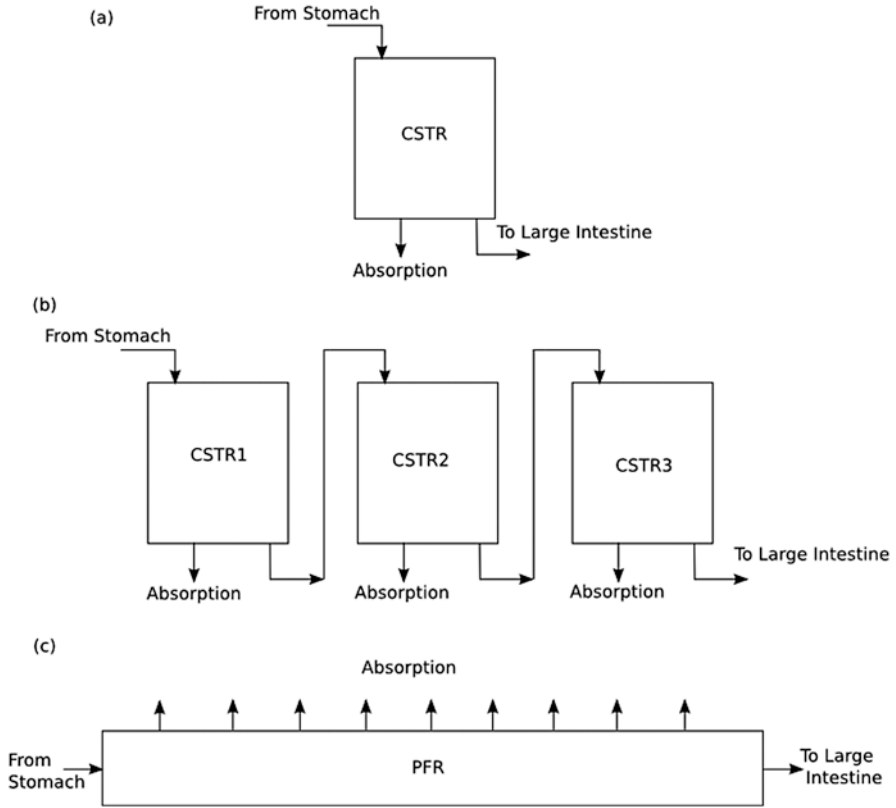 (a)
From Stomach
CSTR
To Large Intestine
Absorption
(b)
From Stomach
CSTR1
CSTR2
CSTR3
To Large Intestine
Absorption
Absorption
Absorption
(c)
Absorption
From
Stomach
PFR
To Large
Intestine